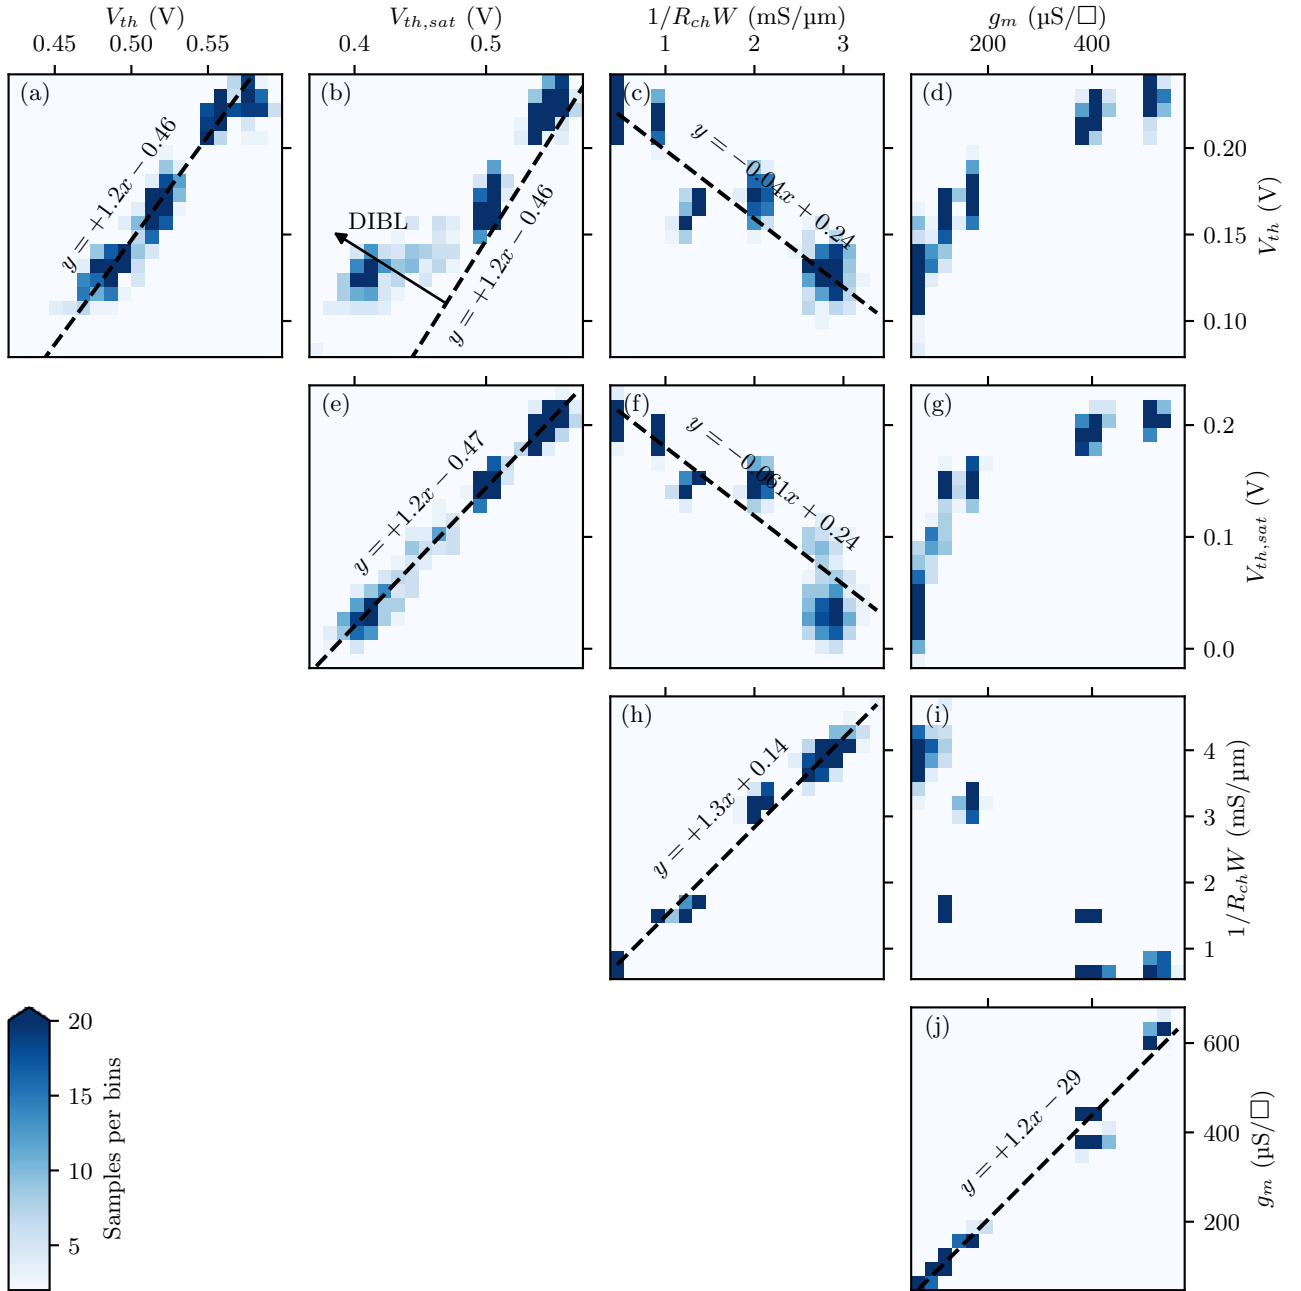 V_th (V) V_th,sat (V) 1/R_chW (mS/µm) g_m (µS/□)
0.45 0.50 0.55 0.4 0.5 1 2 3 200 400
(a) y = +1.2x − 0.46
(b) DIBL y = +1.2x − 0.46
(c) y = −0.04x + 0.24
(d)
0.20
0.15
0.10
V_th (V)
(e) y = +1.2x − 0.47
(f) y = −0.061x + 0.24
(g)
0.2
0.1
0.0
V_th,sat (V)
(h) y = +1.3x + 0.14
(i)
4
3
2
1
1/R_chW (mS/µm)
(j) y = +1.2x − 29
600
400
200
g_m (µS/□)
20
15
10
5
Samples per bins